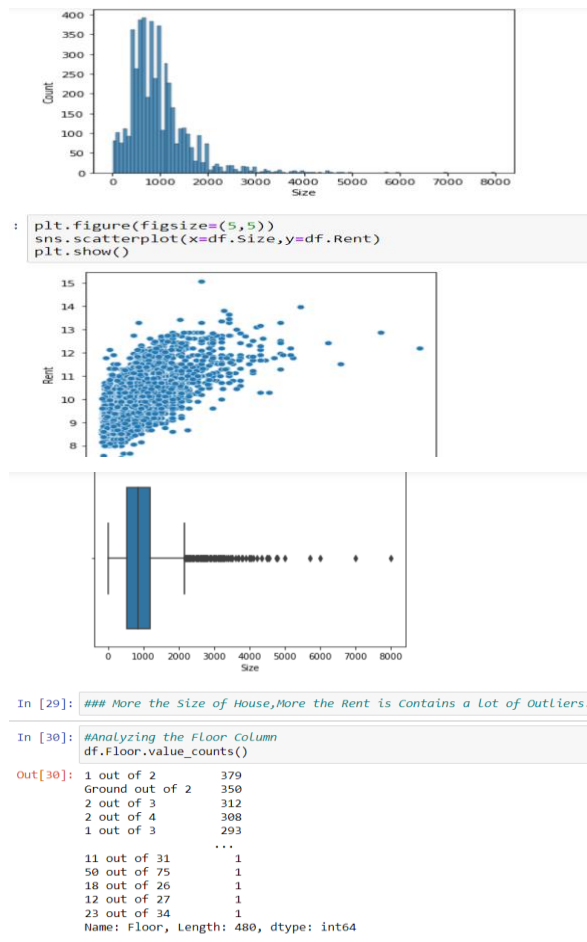 400
350
300
250
200
150
100
50
0
Count
0 1000 2000 3000 4000 5000 6000 7000 8000
Size
: plt.figure(figsize=(5,5))
sns.scatterplot(x=df.Size,y=df.Rent)
plt.show()
15
14
13
12
11
10
9
8
Rent
0 1000 2000 3000 4000 5000 6000 7000 8000
Size
In [29]: ### More the Size of House,More the Rent is Contains a lot of Outliers
In [30]: #Analyzing the Floor Column
df.Floor.value_counts()
Out[30]: 1 out of 2 379
Ground out of 2 350
2 out of 3 312
2 out of 4 308
1 out of 3 293
...
11 out of 31 1
50 out of 75 1
18 out of 26 1
12 out of 27 1
23 out of 34 1
Name: Floor, Length: 480, dtype: int64